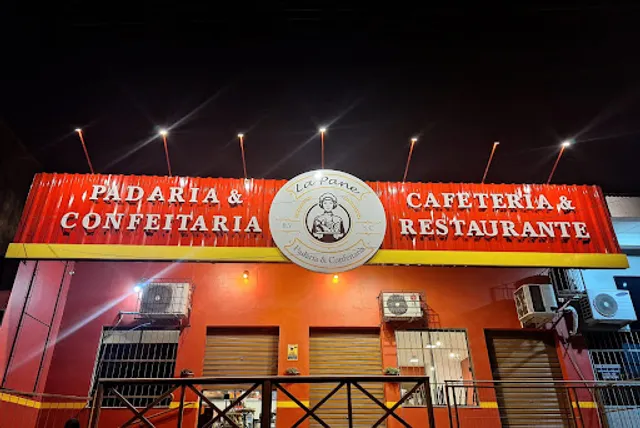 PADARIA &
CONFEITARIA
La Pane
Padaria & Confeitaria
CAFETERIA &
RESTAURANTE